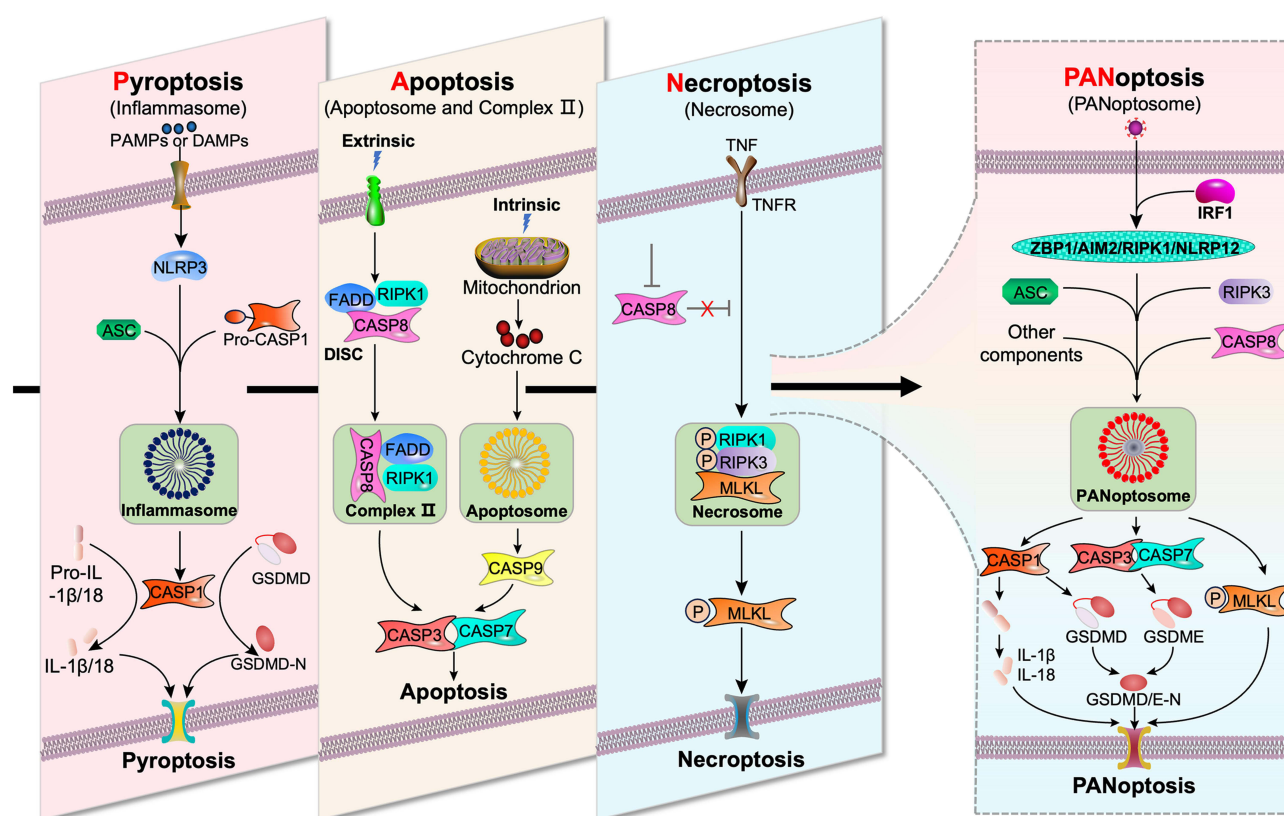 Pyroptosis
(Inflammasome)
PAMPs or DAMPs
NLRP3
ASC
Pro-CASP1
Inflammasome
Pro-IL
-1β/18
CASP1
GSDMD
IL-1β/18
GSDMD-N
Pyroptosis
Apoptosis
(Apoptosome and Complex Ⅱ)
Extrinsic
Intrinsic
Mitochondrion
FADD
RIPK1
CASP8
DISC
Cytochrome C
CASP8
FADD
RIPK1
Complex Ⅱ
Apoptosome
CASP9
CASP3
CASP7
Apoptosis
Necroptosis
(Necrosome)
TNF
TNFR
CASP8
X
P
RIPK1
P
RIPK3
MLKL
Necrosome
P
MLKL
Necroptosis
PANoptosis
(PANoptosome)
IRF1
ZBP1/AIM2/RIPK1/NLRP12
ASC
RIPK3
Other
components
CASP8
PANoptosome
CASP1
CASP3
CASP7
P
MLKL
GSDMD
GSDME
IL-1β
IL-18
GSDMD/E-N
PANoptosis